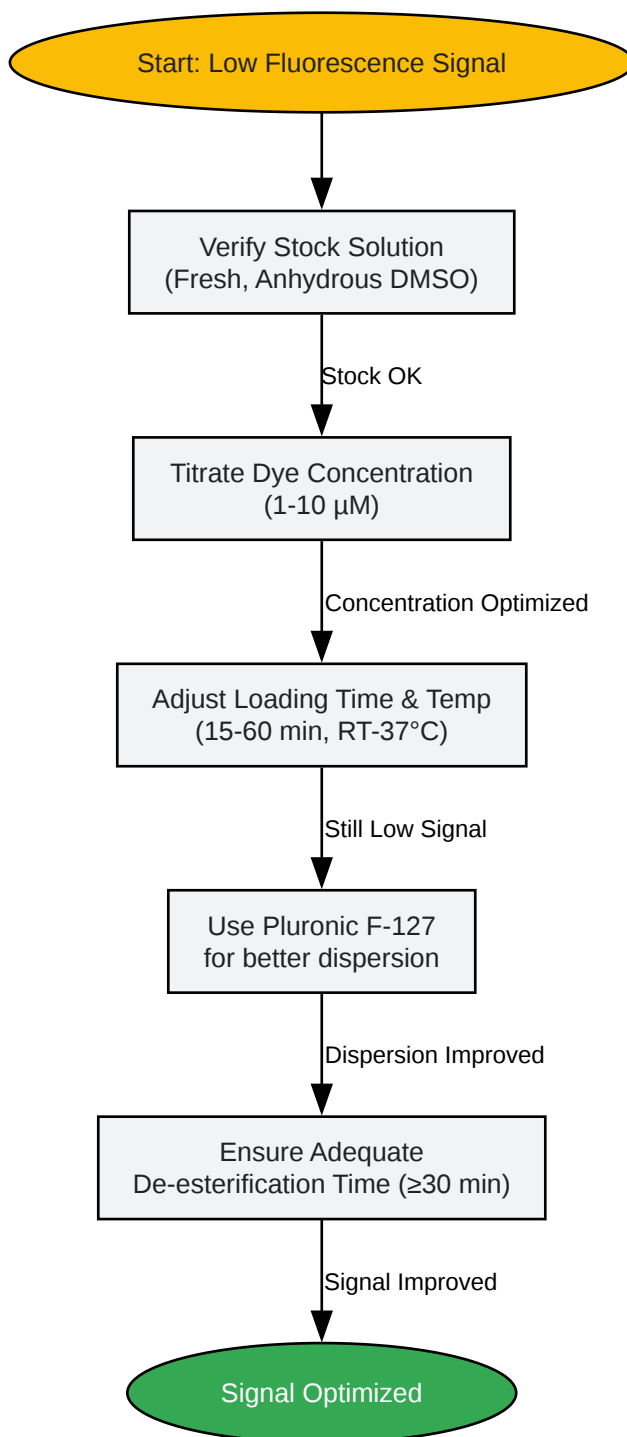 Start: Low Fluorescence Signal
Verify Stock Solution
(Fresh, Anhydrous DMSO)
Stock OK
Titrate Dye Concentration
(1-10 µM)
Concentration Optimized
Adjust Loading Time & Temp
(15-60 min, RT-37°C)
Still Low Signal
Use Pluronic F-127
for better dispersion
Dispersion Improved
Ensure Adequate
De-esterification Time (≥30 min)
Signal Improved
Signal Optimized